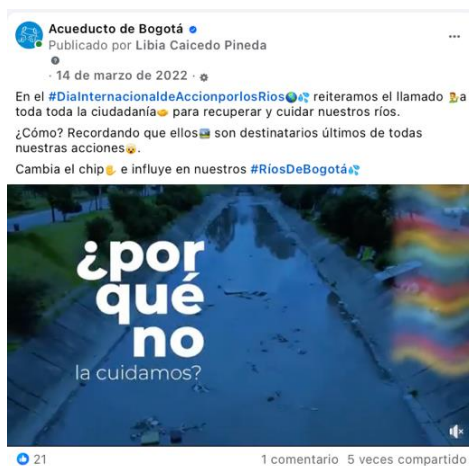 Acueducto de Bogotá
Publicado por Libia Caicedo Pineda
· 14 de marzo de 2022 ·
En el #DiaInternacionaldeAccionporlosRios🌎💦 reiteramos el llamado 🙋a
toda toda la ciudadanía🤝 para recuperar y cuidar nuestros ríos.
¿Cómo? Recordando que ellos🏞️ son destinatarios últimos de todas
nuestras acciones😮.
Cambia el chip✋ e influye en nuestros #RíosDeBogotá💦
¿por
qué
no
la cuidamos?
21
1 comentario 5 veces compartido